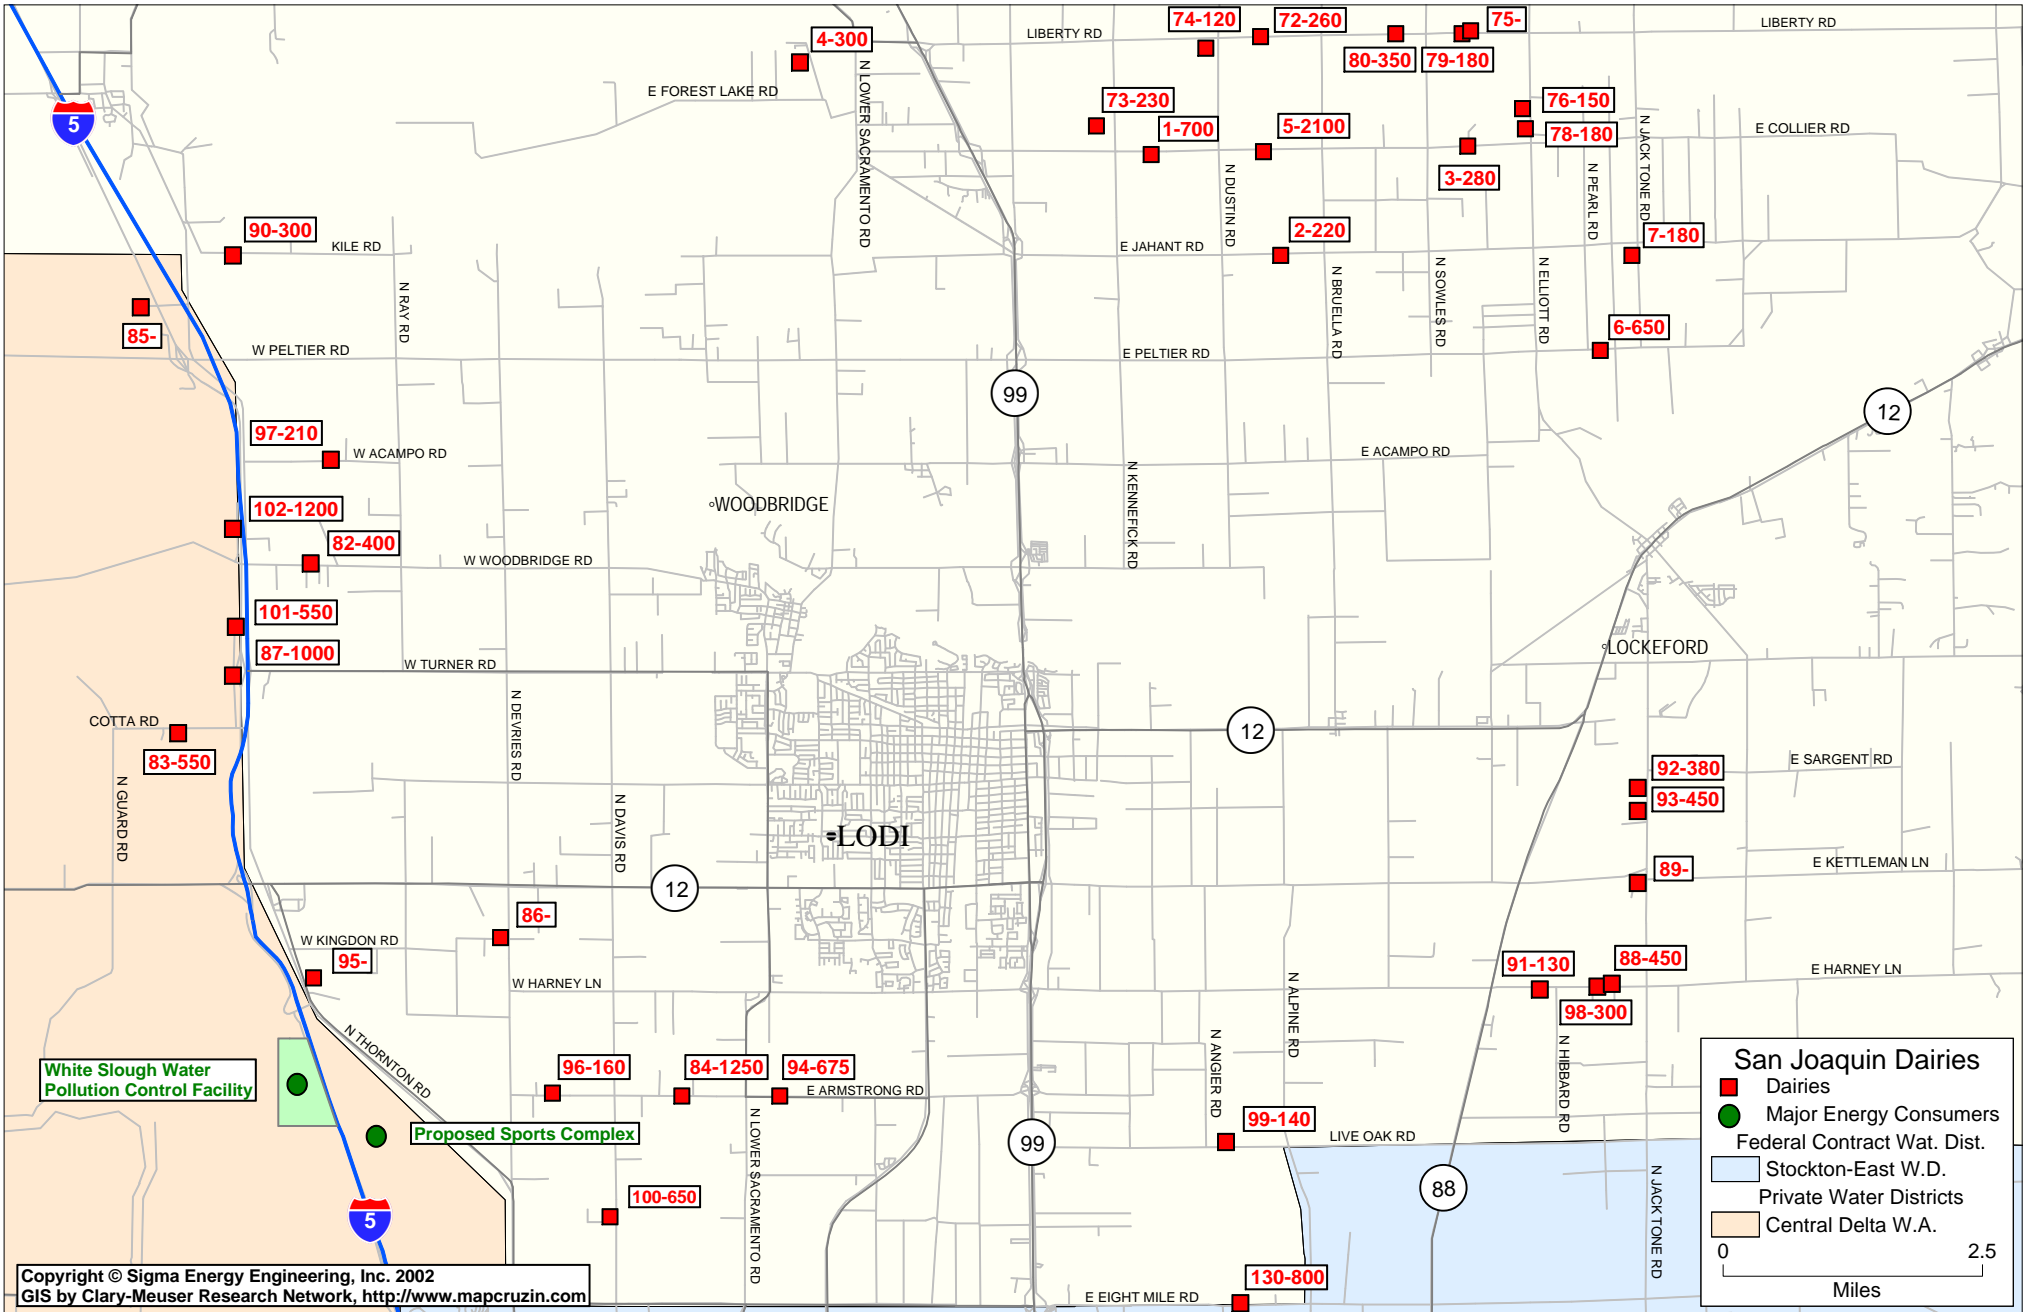 74-120
72-260
75-
LIBERTY RD
LIBERTY RD
4-300
80-350
79-180
E FOREST LAKE RD
N LOWER SACRAMENTO RD
73-230
76-150
5
1-700
5-2100
78-180
N JACK TONE RD
E COLLIER RD
3-280
N DUSTIN RD
N PEARL RD
90-300
KILE RD
E JAHANT RD
2-220
7-180
N RAY RD
N BRUELLA RD
N SOWLES RD
N ELLIOTT RD
85-
6-650
W PELTIER RD
E PELTIER RD
99
12
97-210
W ACAMPO RD
E ACAMPO RD
N KENNEFICK RD
102-1200
WOODBRIDGE
82-400
W WOODBRIDGE RD
101-550
87-1000
LOCKEFORD
W TURNER RD
N DEVRIES RD
COTTA RD
12
83-550
92-380
E SARGENT RD
N GUARD RD
N DAVIS RD
93-450
LODI
89-
E KETTLEMAN LN
12
86-
W KINGDON RD
95-
91-130
88-450
E HARNEY LN
W HARNEY LN
N ALPINE RD
98-300
N THORNTON RD
N ANGIER RD
N HIBBARD RD
White Slough Water
Pollution Control Facility
96-160
84-1250
94-675
E ARMSTRONG RD
Proposed Sports Complex
99-140
LIVE OAK RD
99
N LOWER SACRAMENTO RD
88
N JACK TONE RD
100-650
5
130-800
E EIGHT MILE RD
San Joaquin Dairies
Dairies
Major Energy Consumers
Federal Contract Wat. Dist.
Stockton-East W.D.
Private Water Districts
Central Delta W.A.
0 2.5
Miles
Copyright © Sigma Energy Engineering, Inc. 2002
GIS by Clary-Meuser Research Network, http://www.mapcruzin.com